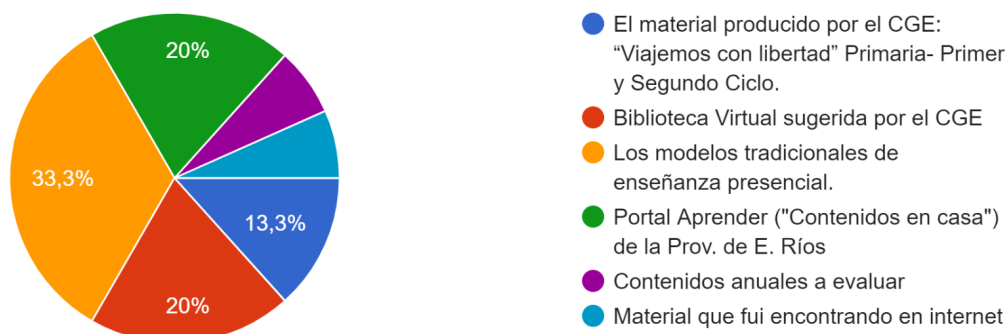 20%
33,3%
13,3%
20%
El material producido por el CGE:
“Viajemos con libertad” Primaria- Primer
y Segundo Ciclo.
Biblioteca Virtual sugerida por el CGE
Los modelos tradicionales de
enseñanza presencial.
Portal Aprender ("Contenidos en casa")
de la Prov. de E. Ríos
Contenidos anuales a evaluar
Material que fui encontrando en internet